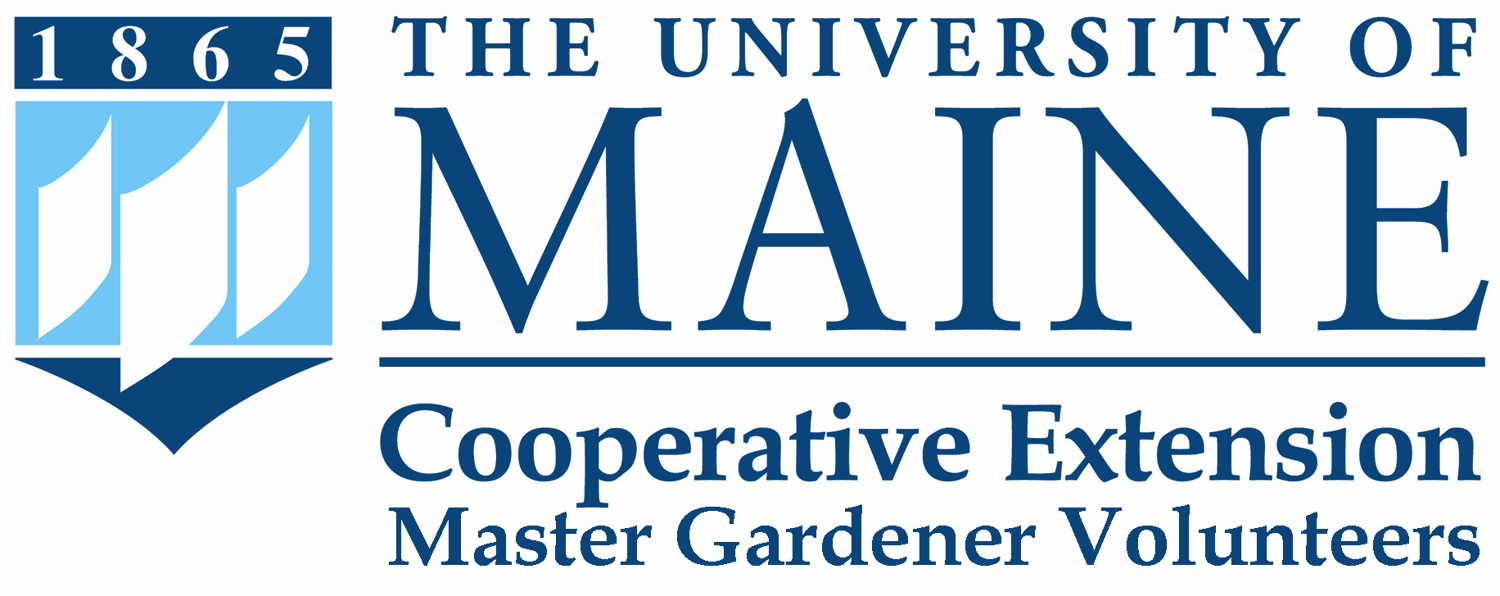 1865
THE UNIVERSITY OF
MAINE
Cooperative Extension
Master Gardener Volunteers